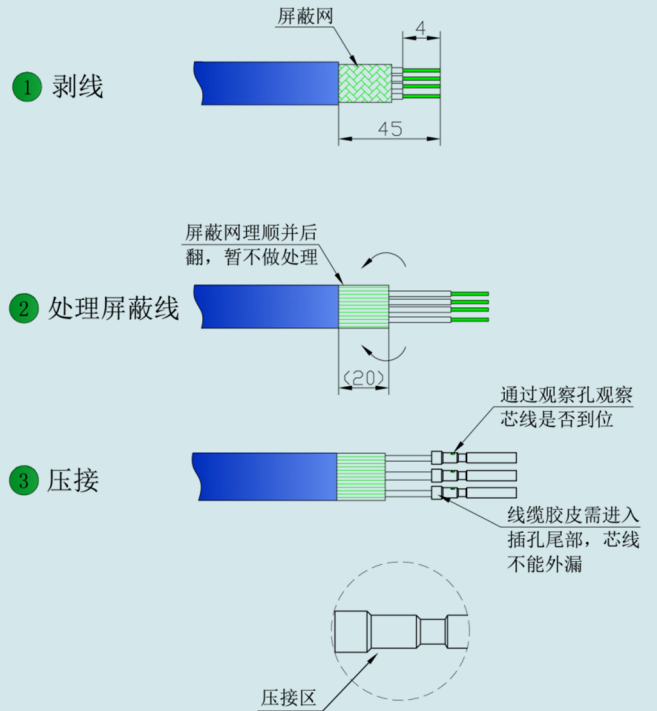 屏蔽网
4
1 剥线
45
屏蔽网理顺并后
翻，暂不做处理
2 处理屏蔽线
(20)
通过观察孔观察
芯线是否到位
3 压接
线缆胶皮需进入
插孔尾部，芯线
不能外漏
压接区